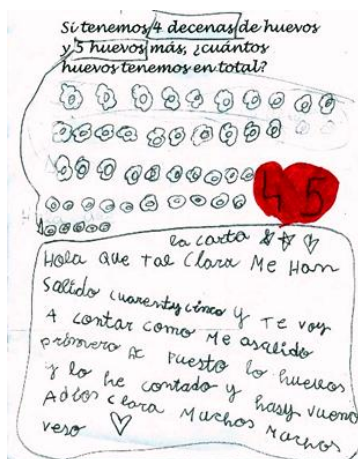 Si tenemos 4 decenas de huevos
y 5 huevos más, ¿cuántos
huevos tenemos en total?
45
la carta
Hola que tal Clara Me Han
Salido cuarentycinco y Te voy
A contar como Me asalido
primero Ac puesto lo huevos
y lo he contado y hasy vueno
Adios Clara Muchos Muchos
veso